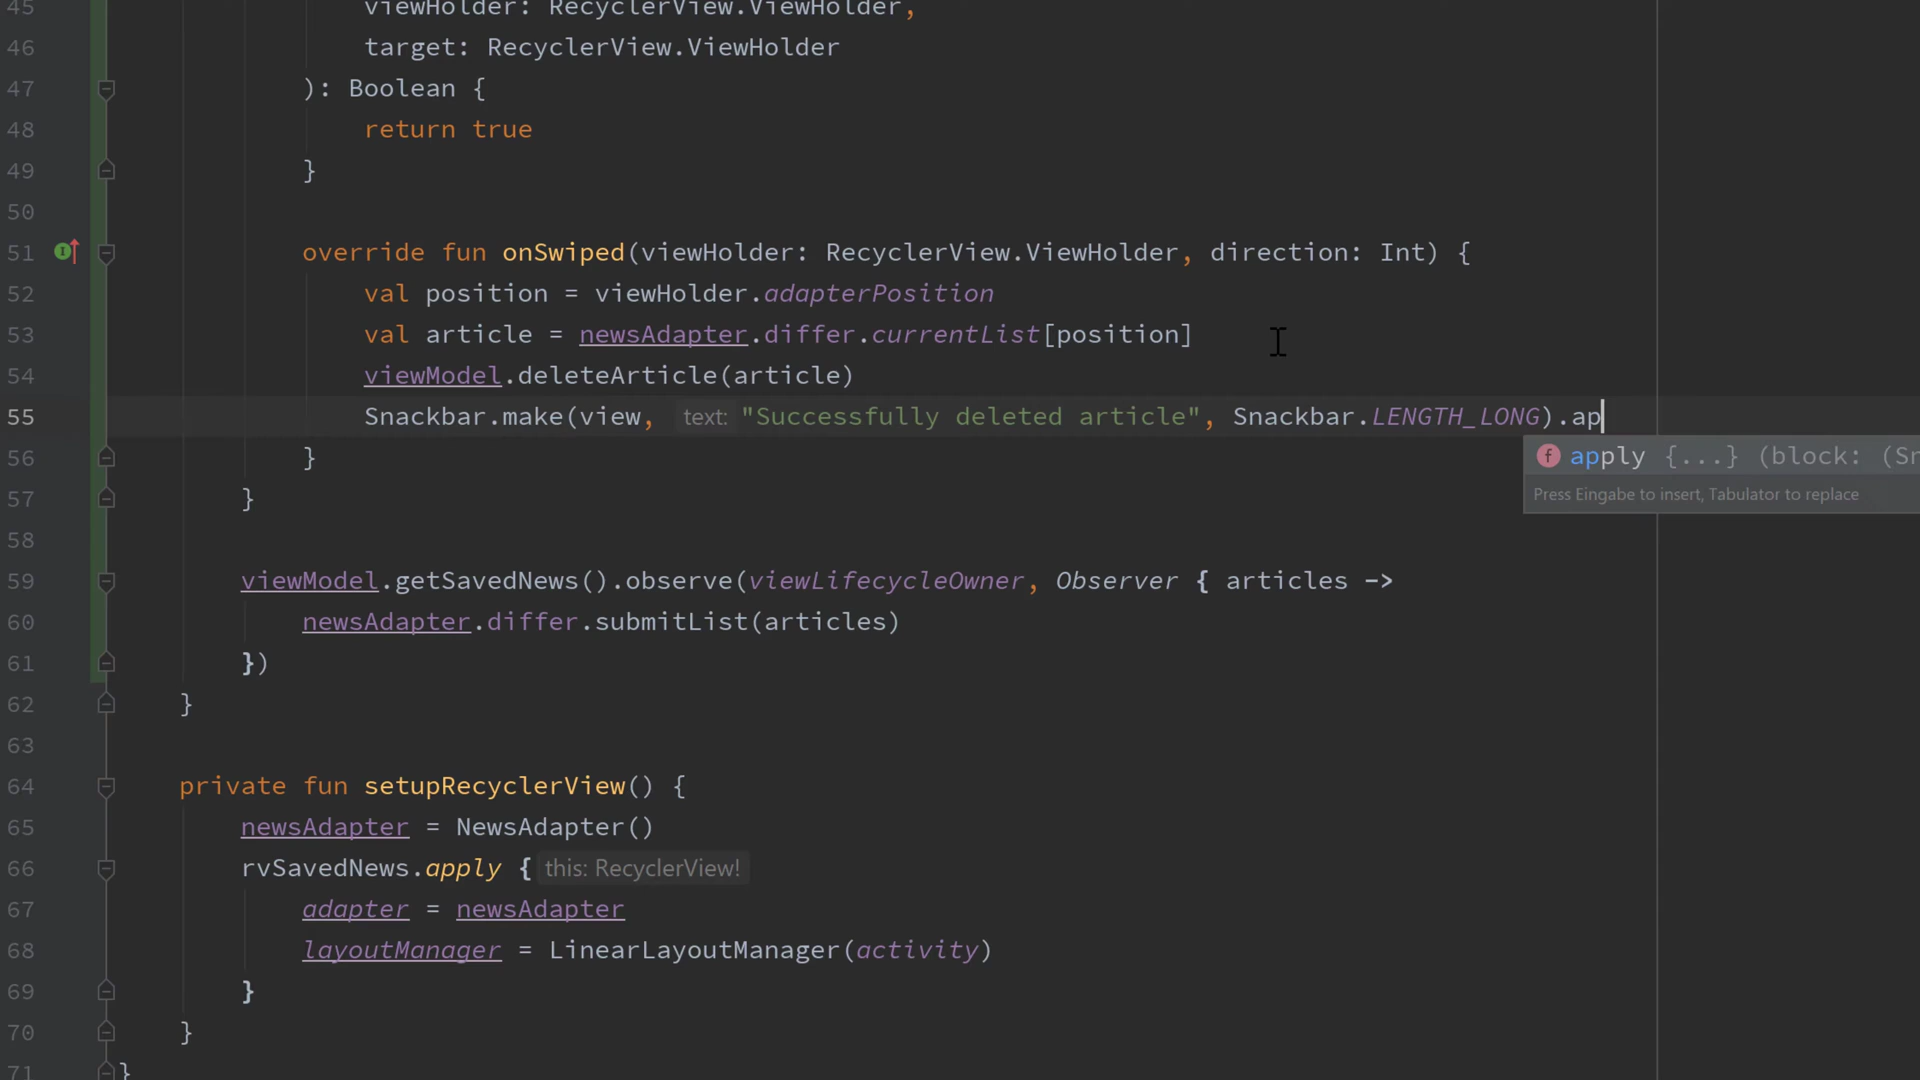 45 viewHolder: RecyclerView.ViewHolder,
46 target: RecyclerView.ViewHolder
47 ): Boolean {
48 return true
49 }
50
51 override fun onSwiped(viewHolder: RecyclerView.ViewHolder, direction: Int) {
52 val position = viewHolder.adapterPosition
53 val article = newsAdapter.differ.currentList[position]
54 viewModel.deleteArticle(article)
55 Snackbar.make(view, text: "Successfully deleted article", Snackbar.LENGTH_LONG).ap
56 }
f apply {...} (block: (Sn
Press Eingabe to insert, Tabulator to replace
57 }
58
59 viewModel.getSavedNews().observe(viewLifecycleOwner, Observer { articles ->
60 newsAdapter.differ.submitList(articles)
61 })
62 }
63
64 private fun setupRecyclerView() {
65 newsAdapter = NewsAdapter()
66 rvSavedNews.apply { this: RecyclerView!
67 adapter = newsAdapter
68 layoutManager = LinearLayoutManager(activity)
69 }
70 }
71 }